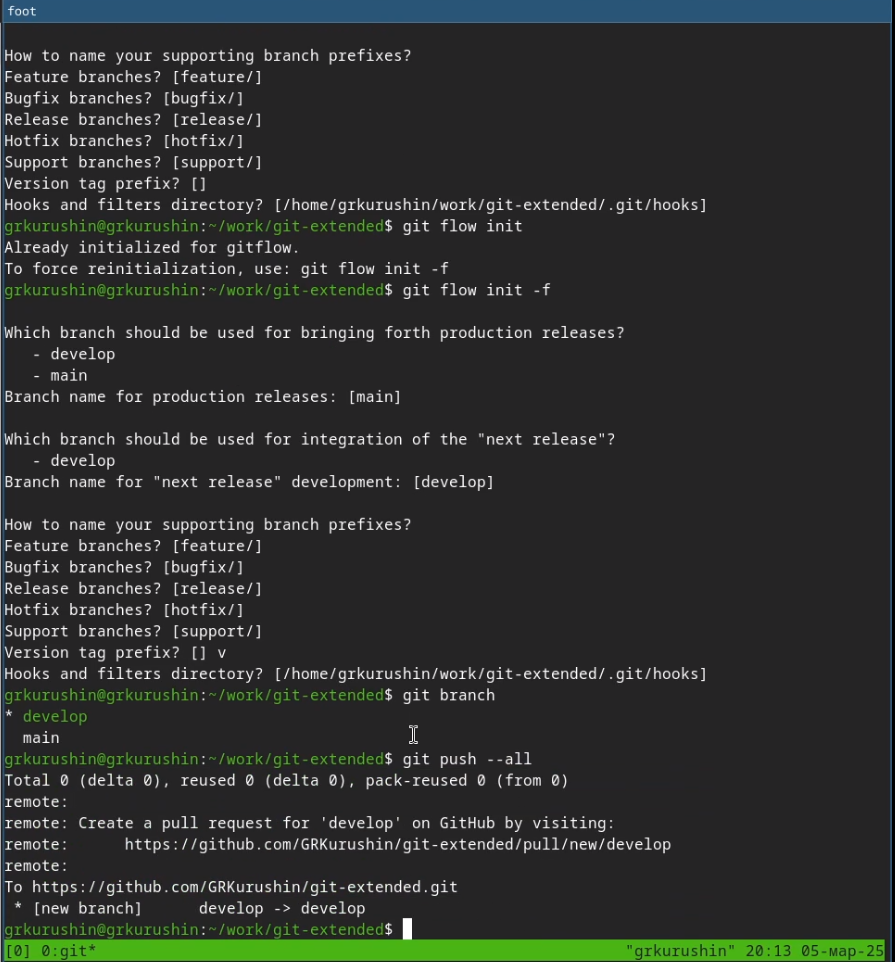 foot
How to name your supporting branch prefixes?
Feature branches? [feature/]
Bugfix branches? [bugfix/]
Release branches? [release/]
Hotfix branches? [hotfix/]
Support branches? [support/]
Version tag prefix? []
Hooks and filters directory? [/home/grkurushin/work/git-extended/.git/hooks]
grkurushin@grkurushin:~/work/git-extended$ git flow init
Already initialized for gitflow.
To force reinitialization, use: git flow init -f
grkurushin@grkurushin:~/work/git-extended$ git flow init -f
Which branch should be used for bringing forth production releases?
   - develop
   - main
Branch name for production releases: [main]
Which branch should be used for integration of the "next release"?
   - develop
Branch name for "next release" development: [develop]
How to name your supporting branch prefixes?
Feature branches? [feature/]
Bugfix branches? [bugfix/]
Release branches? [release/]
Hotfix branches? [hotfix/]
Support branches? [support/]
Version tag prefix? [] v
Hooks and filters directory? [/home/grkurushin/work/git-extended/.git/hooks]
grkurushin@grkurushin:~/work/git-extended$ git branch
* develop
  main
grkurushin@grkurushin:~/work/git-extended$ git push --all
Total 0 (delta 0), reused 0 (delta 0), pack-reused 0 (from 0)
remote:
remote: Create a pull request for 'develop' on GitHub by visiting:
remote:      https://github.com/GRKurushin/git-extended/pull/new/develop
remote:
To https://github.com/GRKurushin/git-extended.git
 * [new branch]      develop -> develop
grkurushin@grkurushin:~/work/git-extended$
[0] 0:git* "grkurushin" 20:13 05-мар-25